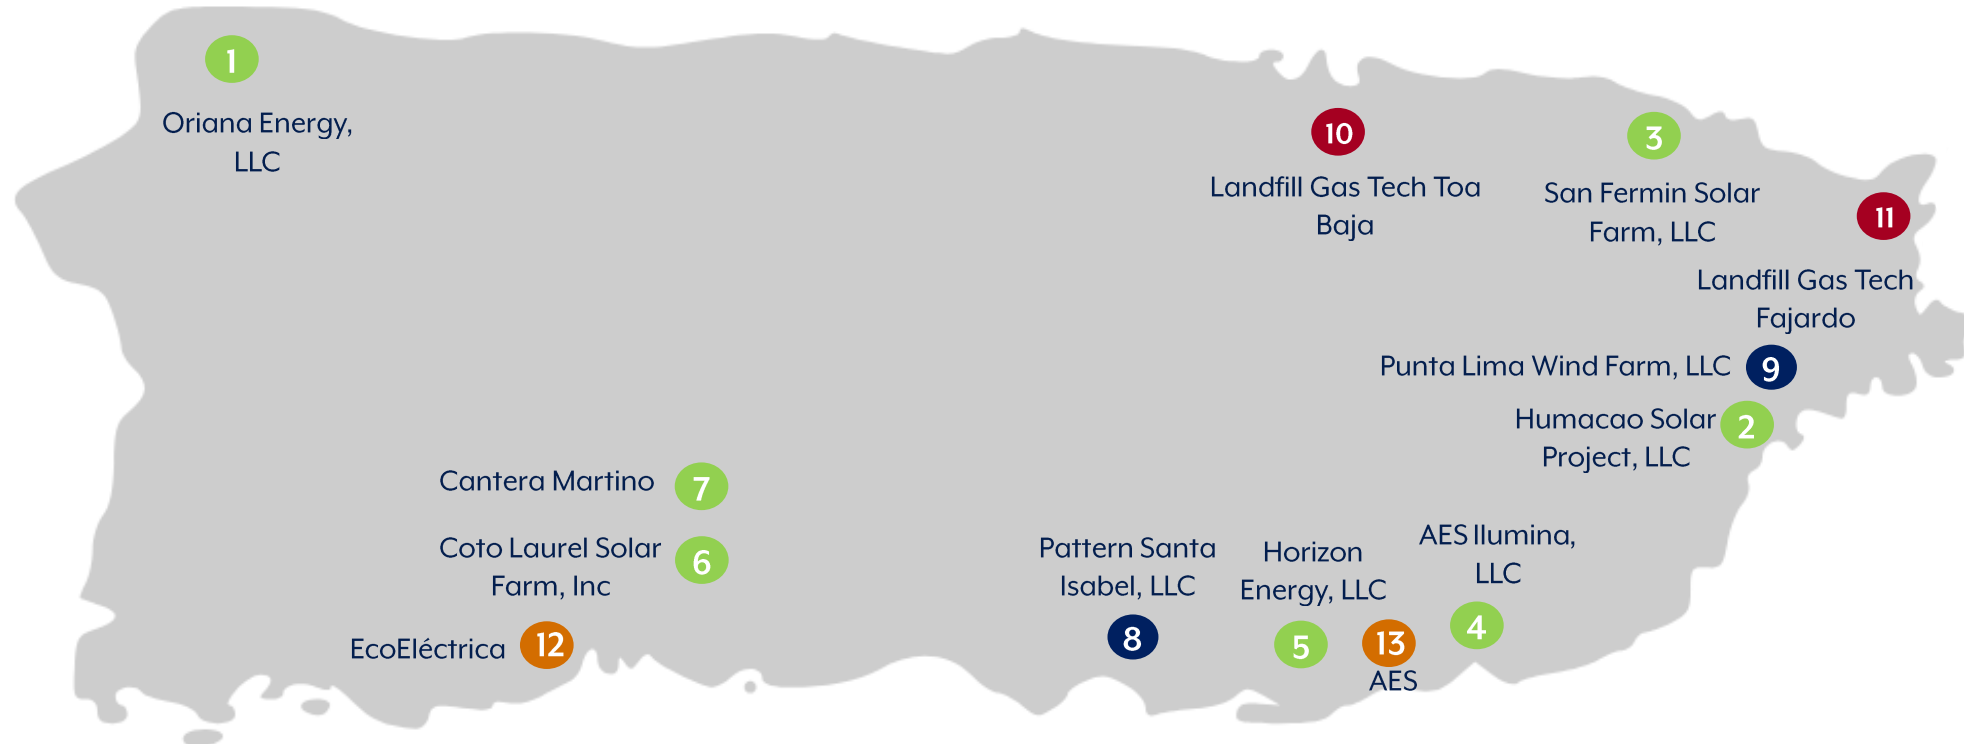 1
Oriana Energy,
LLC
10
Landfill Gas Tech Toa
Baja
3
San Fermin Solar
Farm, LLC
11
Landfill Gas Tech
Fajardo
Punta Lima Wind Farm, LLC 9
Humacao Solar
Project, LLC
2
Cantera Martino 7
Coto Laurel Solar
Farm, Inc
6
EcoEléctrica 12
Pattern Santa
Isabel, LLC
8
Horizon
Energy, LLC
5
13
AES
AES Ilumina,
LLC
4